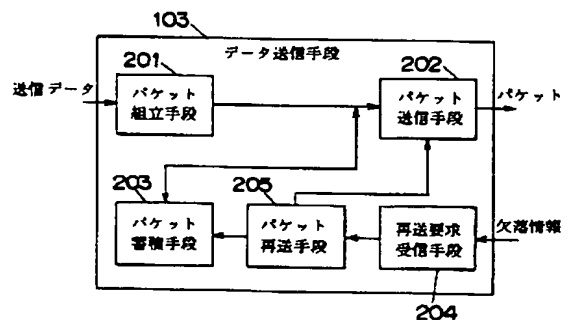 103
データ送信手段
201
202
送信データ
パケット
組立手段
パケット
送信手段
パケット
203
205
パケット
蓄積手段
パケット
再送手段
再送要求
受信手段
欠落情報
204